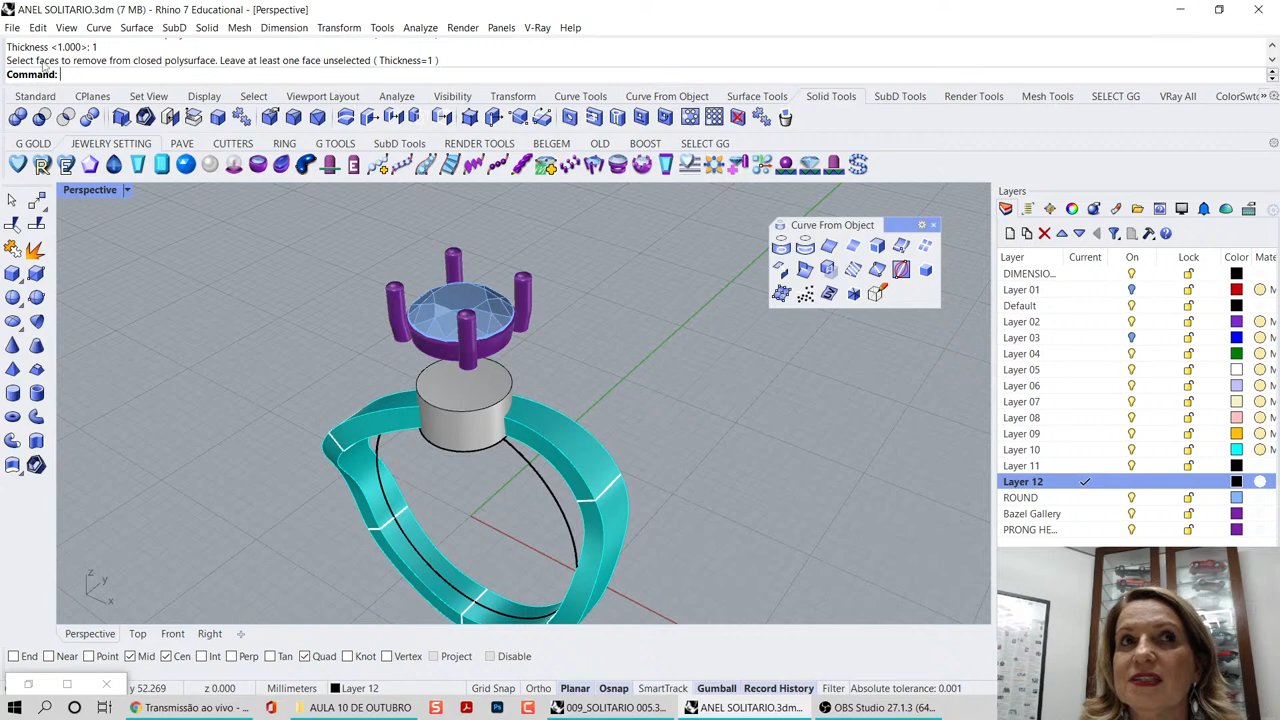 ANEL SOLITARIO.3dm (7 MB) - Rhino 7 Educational - [Perspective]
File Edit View Curve Surface SubD Solid Mesh Dimension Transform Tools Analyze Render Panels V-Ray Help
Thickness <1.000>: 1
Select faces to remove from closed polysurface. Leave at least one face unselected ( Thickness=1 )
Command:
Standard CPlanes Set View Display Select Viewport Layout Analyze Visibility Transform Curve Tools Curve From Object Surface Tools Solid Tools SubD Tools Render Tools Mesh Tools SELECT GG VRay All ColorSwtc
G GOLD JEWELRY SETTING PAVE CUTTERS RING G TOOLS SubD Tools RENDER TOOLS BELGEM OLD BOOST SELECT GG
Perspective
Curve From Object
Layers
Layer Current On Lock Color Mate
DIMENSIO...
Layer 01 M
Default
Layer 02 M
Layer 03 M
Layer 04 M
Layer 05 M
Layer 06 M
Layer 07 M
Layer 08 M
Layer 09 M
Layer 10 M
Layer 11
Layer 12
ROUND
Bazel Gallery
PRONG HE...
z
y
x
Perspective Top Front Right
End Near Point Mid Cen Int Perp Tan Quad Knot Vertex Project Disable
y 52.269 z 0.000 Millimeters Layer 12 Grid Snap Ortho Planar Osnap SmartTrack Gumball Record History Filter Absolute tolerance: 0.001
Transmissão ao vivo - ... AULA 10 DE OUTUBRO 009_SOLITARIO 005.3... ANEL SOLITARIO.3dm... OBS Studio 27.1.3 (64...